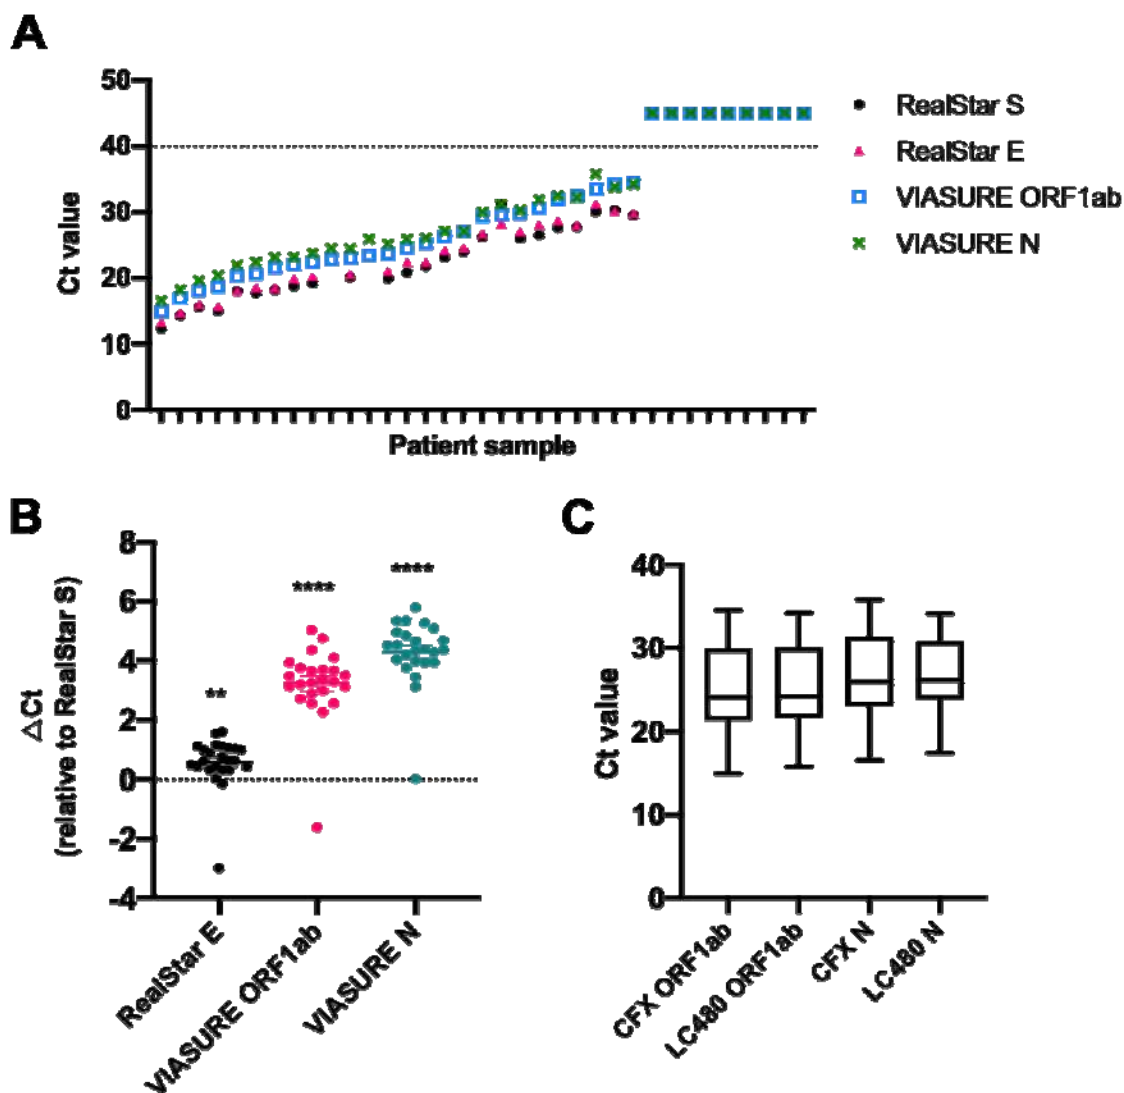 A
50
40
30
20
10
0
Ct value
Patient sample
RealStar S
RealStar E
VIASURE ORF1ab
VIASURE N
B
8
6
4
2
0
-2
-4
△Ct
(relative to RealStar S)
**
****
****
RealStar E
VIASURE ORF1ab
VIASURE N
C
40
30
20
10
0
Ct value
CFX ORF1ab
LC480 ORF1ab
CFX N
LC480 N